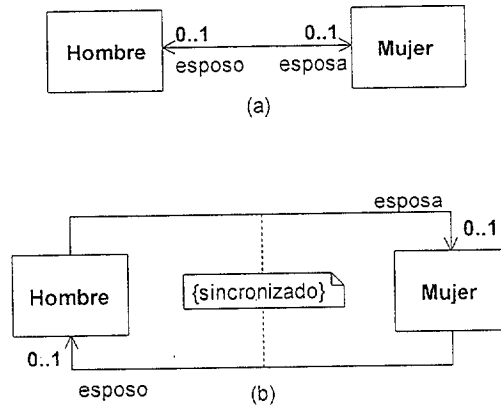 0..1 0..1
Hombre Mujer
esposo esposa
(a)
esposa
0..1
Hombre {sincronizado} Mujer
0..1
esposo
(b)